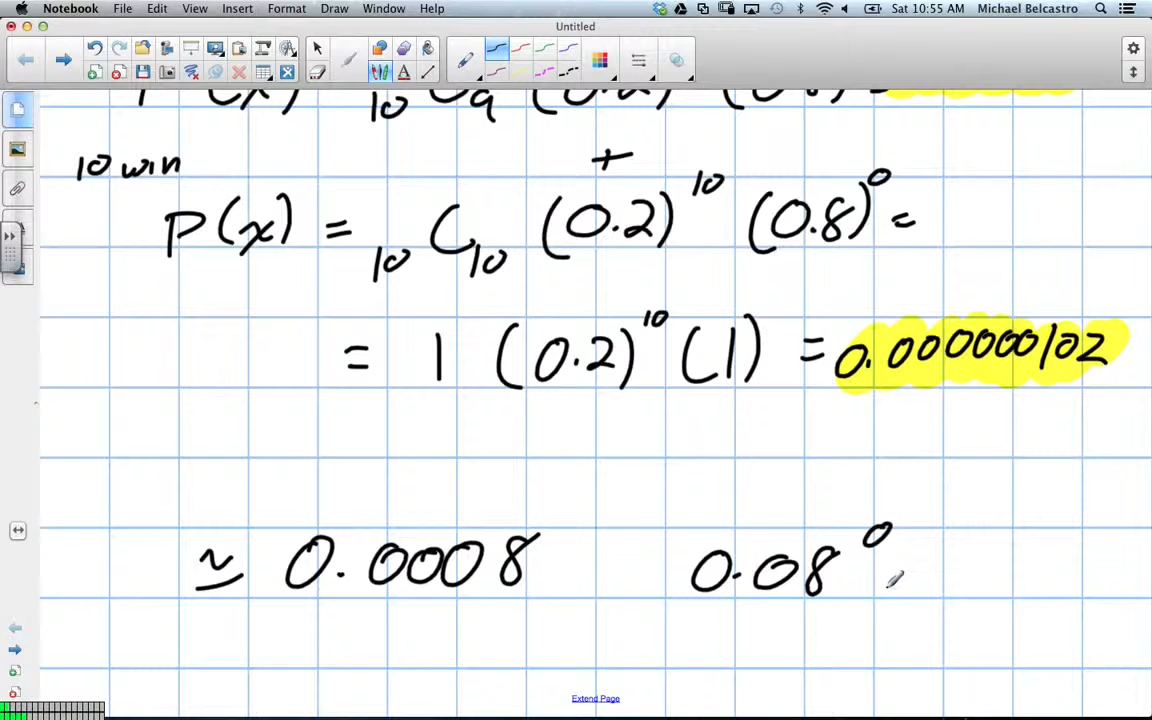 Notebook File Edit View Insert Format Draw Window Help Sat 10:55 AM Michael Belcastro
Untitled
10 win
+
P(x) = ₁₀C₁₀ (0.2)¹⁰ (0.8)⁰ =
= 1 (0.2)¹⁰ (1) = 0.000000102
≃ 0.0008 0.08⁰
Extend Page